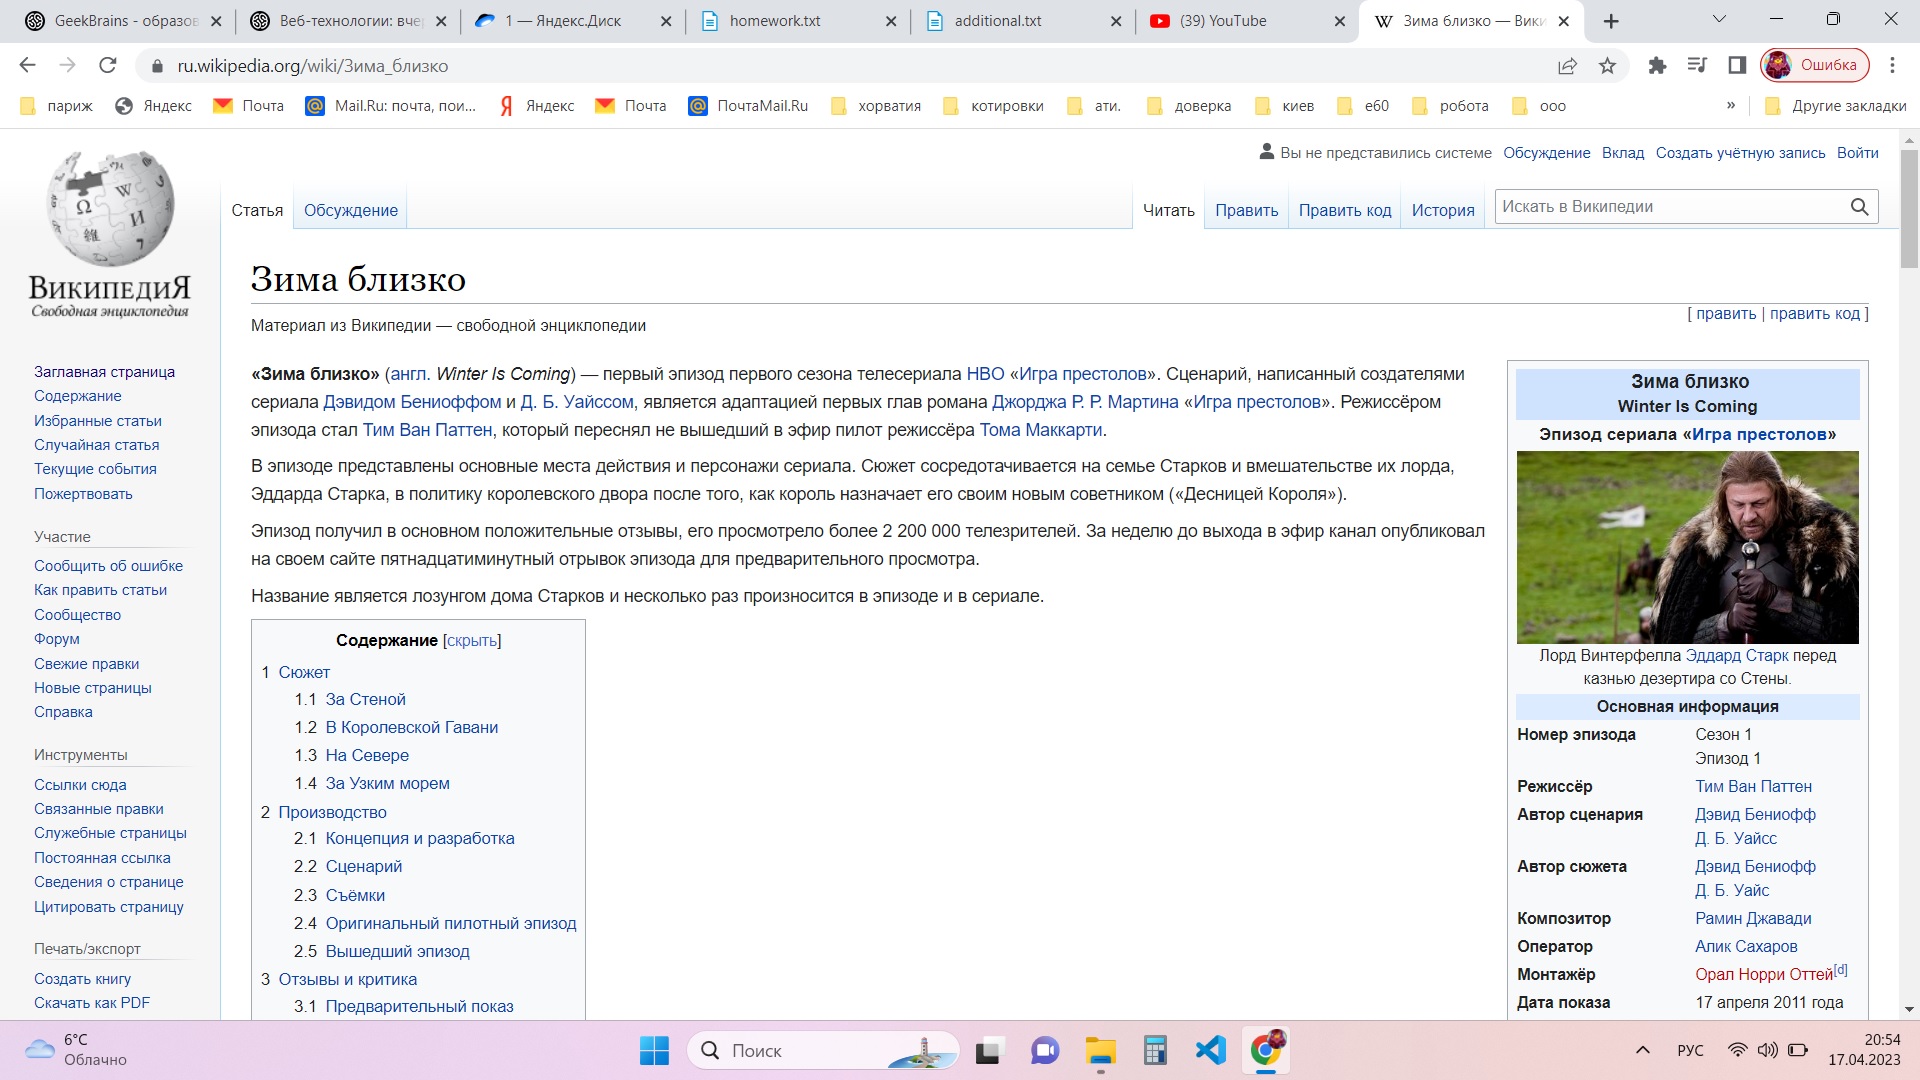 GeekBrains - образов
Веб-технологии: вче
1 — Яндекс.Диск
homework.txt
additional.txt
(39) YouTube
Зима близко — Вики
ru.wikipedia.org/wiki/Зима_близко
Ошибка
париж
Яндекс
Почта
Mail.Ru: почта, пои...
Яндекс
Почта
ПочтаMail.Ru
хорватия
котировки
ати.
доверка
киев
е60
робота
ооо
»
Другие закладки
Вы не представились системе Обсуждение Вклад Создать учётную запись Войти
ВикипедиЯ
Свободная энциклопедия
Статья Обсуждение
Читать Править Править код История
Искать в Википедии
Заглавная страница
Содержание
Избранные статьи
Случайная статья
Текущие события
Пожертвовать
Участие
Сообщить об ошибке
Как править статьи
Сообщество
Форум
Свежие правки
Новые страницы
Справка
Инструменты
Ссылки сюда
Связанные правки
Служебные страницы
Постоянная ссылка
Сведения о странице
Цитировать страницу
Печать/экспорт
Создать книгу
Скачать как PDF
Зима близко
Материал из Википедии — свободной энциклопедии
[ править | править код ]
«Зима близко» (англ. Winter Is Coming) — первый эпизод первого сезона телесериала HBO «Игра престолов». Сценарий, написанный создателями
сериала Дэвидом Бениоффом и Д. Б. Уайссом, является адаптацией первых глав романа Джорджа Р. Р. Мартина «Игра престолов». Режиссёром
эпизода стал Тим Ван Паттен, который переснял не вышедший в эфир пилот режиссёра Тома Маккарти.
В эпизоде представлены основные места действия и персонажи сериала. Сюжет сосредотачивается на семье Старков и вмешательстве их лорда,
Эддарда Старка, в политику королевского двора после того, как король назначает его своим новым советником («Десницей Короля»).
Эпизод получил в основном положительные отзывы, его просмотрело более 2 200 000 телезрителей. За неделю до выхода в эфир канал опубликовал
на своем сайте пятнадцатиминутный отрывок эпизода для предварительного просмотра.
Название является лозунгом дома Старков и несколько раз произносится в эпизоде и в сериале.
Содержание [скрыть]
1 Сюжет
1.1 За Стеной
1.2 В Королевской Гавани
1.3 На Севере
1.4 За Узким морем
2 Производство
2.1 Концепция и разработка
2.2 Сценарий
2.3 Съёмки
2.4 Оригинальный пилотный эпизод
2.5 Вышедший эпизод
3 Отзывы и критика
3.1 Предварительный показ
Зима близко
Winter Is Coming
Эпизод сериала «Игра престолов»
Лорд Винтерфелла Эддард Старк перед
казнью дезертира со Стены.
Основная информация
Номер эпизода Сезон 1
Эпизод 1
Режиссёр Тим Ван Паттен
Автор сценария Дэвид Бениофф
Д. Б. Уайсс
Автор сюжета Дэвид Бениофф
Д. Б. Уайс
Композитор Рамин Джавади
Оператор Алик Сахаров
Монтажёр Орал Норри Оттей[d]
Дата показа 17 апреля 2011 года
6°C
Облачно
Поиск
РУС
20:54
17.04.2023